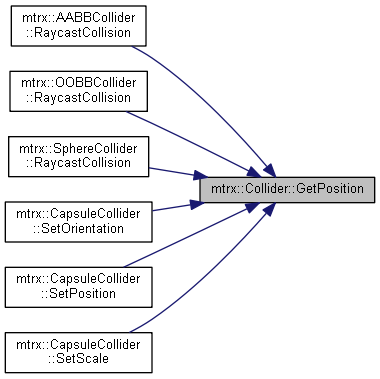 mtrx::AABBCollider
::RaycastCollision
mtrx::OOBBCollider
::RaycastCollision
mtrx::SphereCollider
::RaycastCollision
mtrx::Collider::GetPosition
mtrx::CapsuleCollider
::SetOrientation
mtrx::CapsuleCollider
::SetPosition
mtrx::CapsuleCollider
::SetScale